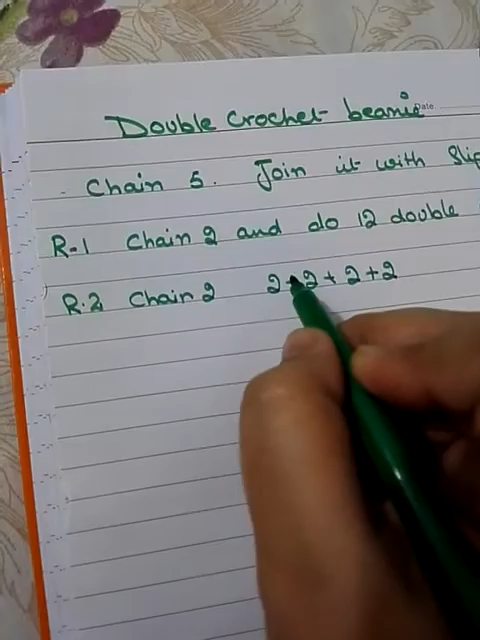 Date
Double Crochet beanie
Chain 5. Join it with Slip
R-1 Chain 2 and do 12 double
R.2 Chain 2 2+2+2+2